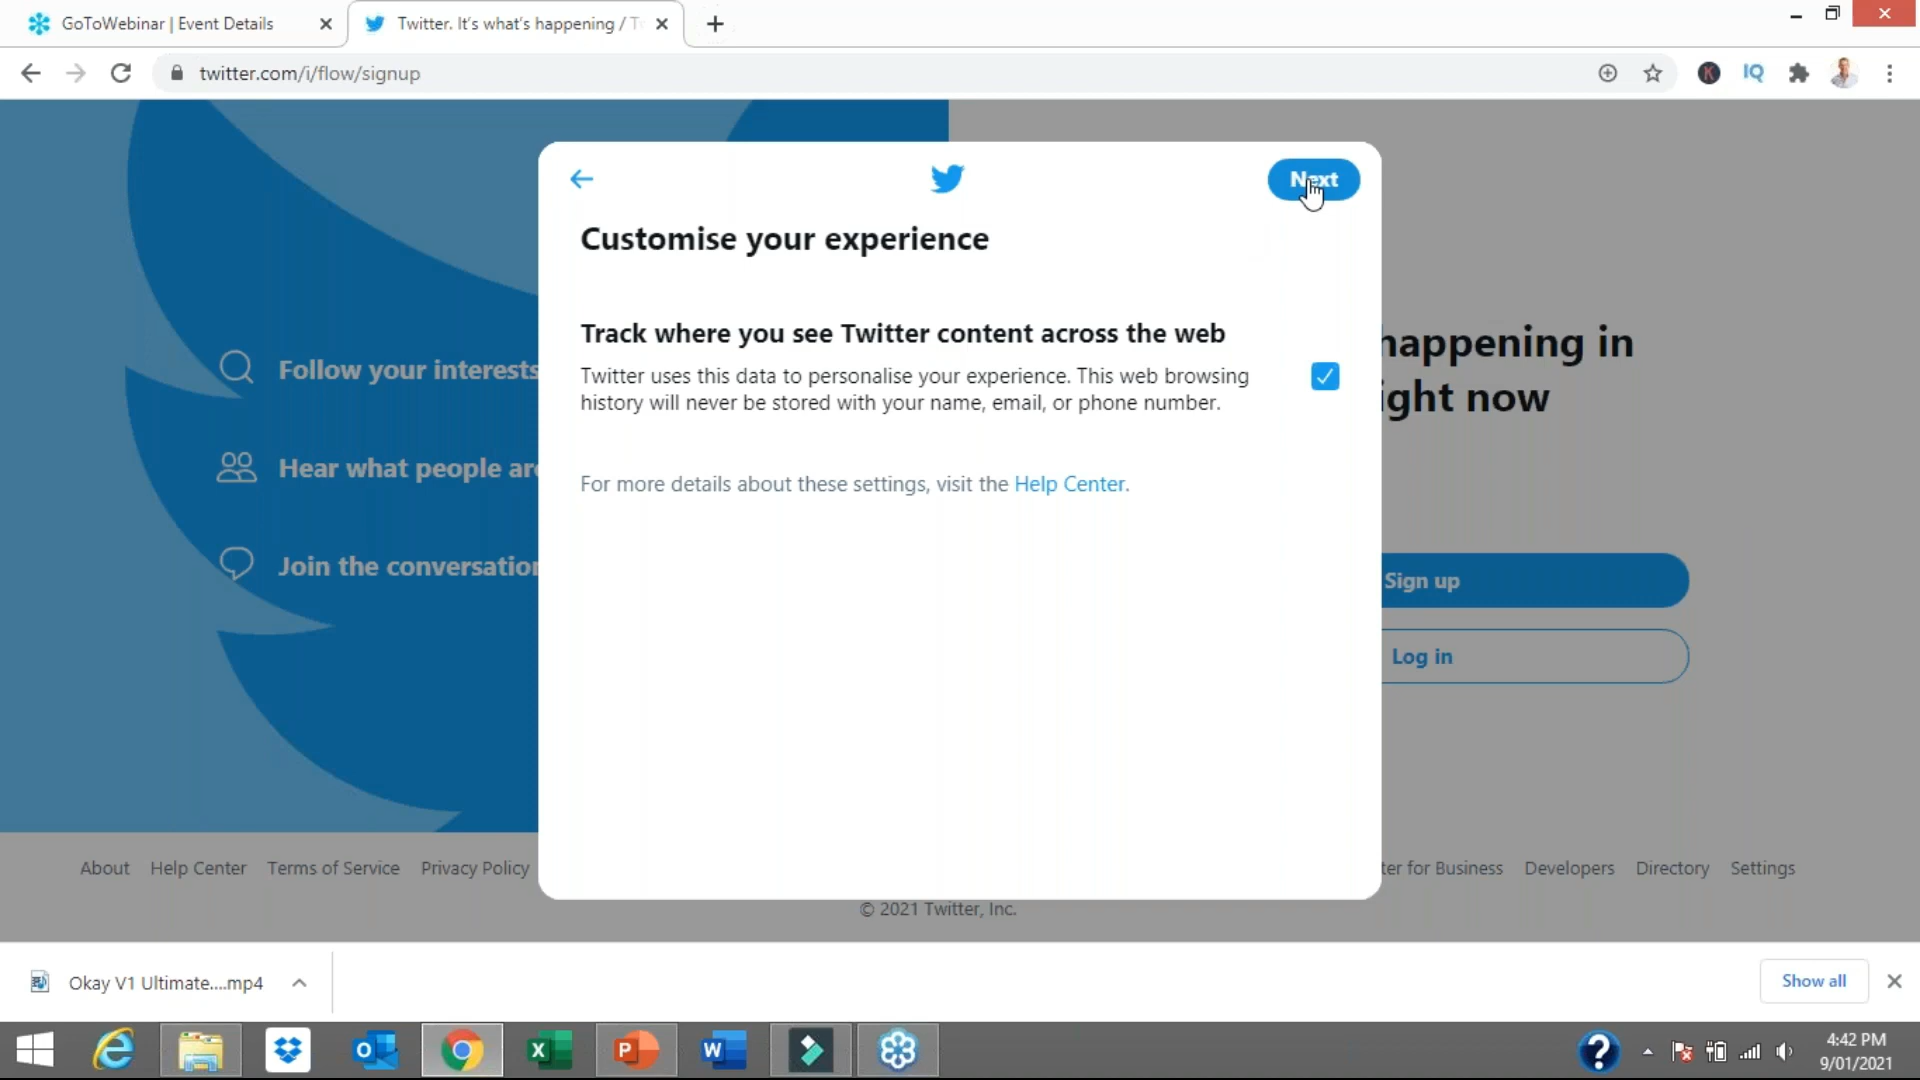 GoToWebinar | Event Details
Twitter. It's what's happening / T
twitter.com/i/flow/signup
K
IQ
Next
Customise your experience
Track where you see Twitter content across the web
Twitter uses this data to personalise your experience. This web browsing
history will never be stored with your name, email, or phone number.
For more details about these settings, visit the Help Center.
Follow your interests
Hear what people are
Join the conversation
happening in
ight now
Sign up
Log in
About Help Center Terms of Service Privacy Policy
ter for Business Developers Directory Settings
© 2021 Twitter, Inc.
Okay V1 Ultimate....mp4
Show all
4:42 PM
9/01/2021